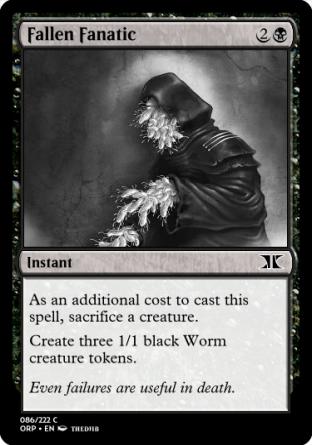 Fallen Fanatic 2
Instant
As an additional cost to cast this
spell, sacrifice a creature.
Create three 1/1 black Worm
creature tokens.
Even failures are useful in death.
086/222 C
ORP • EN